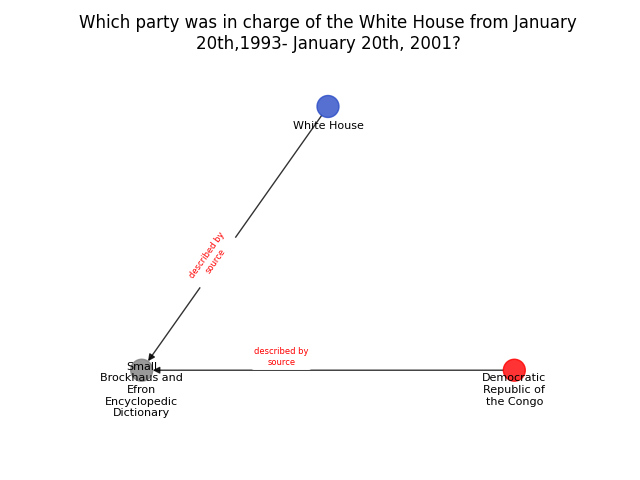 Which party was in charge of the White House from January
20th,1993- January 20th, 2001?
White House
described by
source
described by
source
Small
Brockhaus and
Efron
Encyclopedic
Dictionary
Democratic
Republic of
the Congo